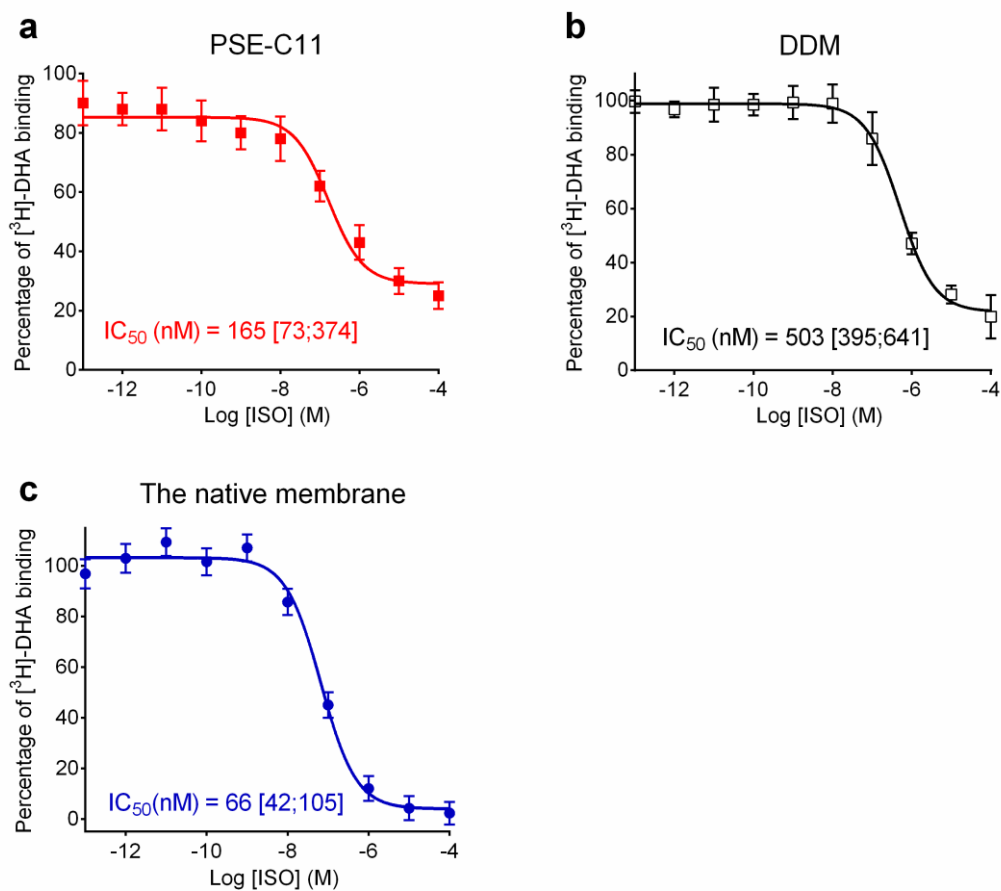 a
PSE-C11
Percentage of [³H]-DHA binding
100
80
60
40
20
0
IC₅₀ (nM) = 165 [73;374]
-12 -10 -8 -6 -4
Log [ISO] (M)
b
DDM
Percentage of [³H]-DHA binding
100
80
60
40
20
0
IC₅₀ (nM) = 503 [395;641]
-12 -10 -8 -6 -4
Log [ISO] (M)
c
The native membrane
Percentage of [³H]-DHA binding
100
80
60
40
20
0
IC₅₀(nM) = 66 [42;105]
-12 -10 -8 -6 -4
Log [ISO] (M)